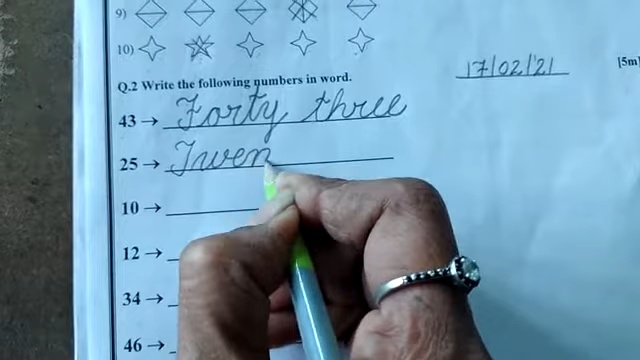 9)
10)
Q.2 Write the following numbers in word.
17/02/'21
[5m
43 → Forty three
25 → Twen
10 →
12 →
34 →
46 →